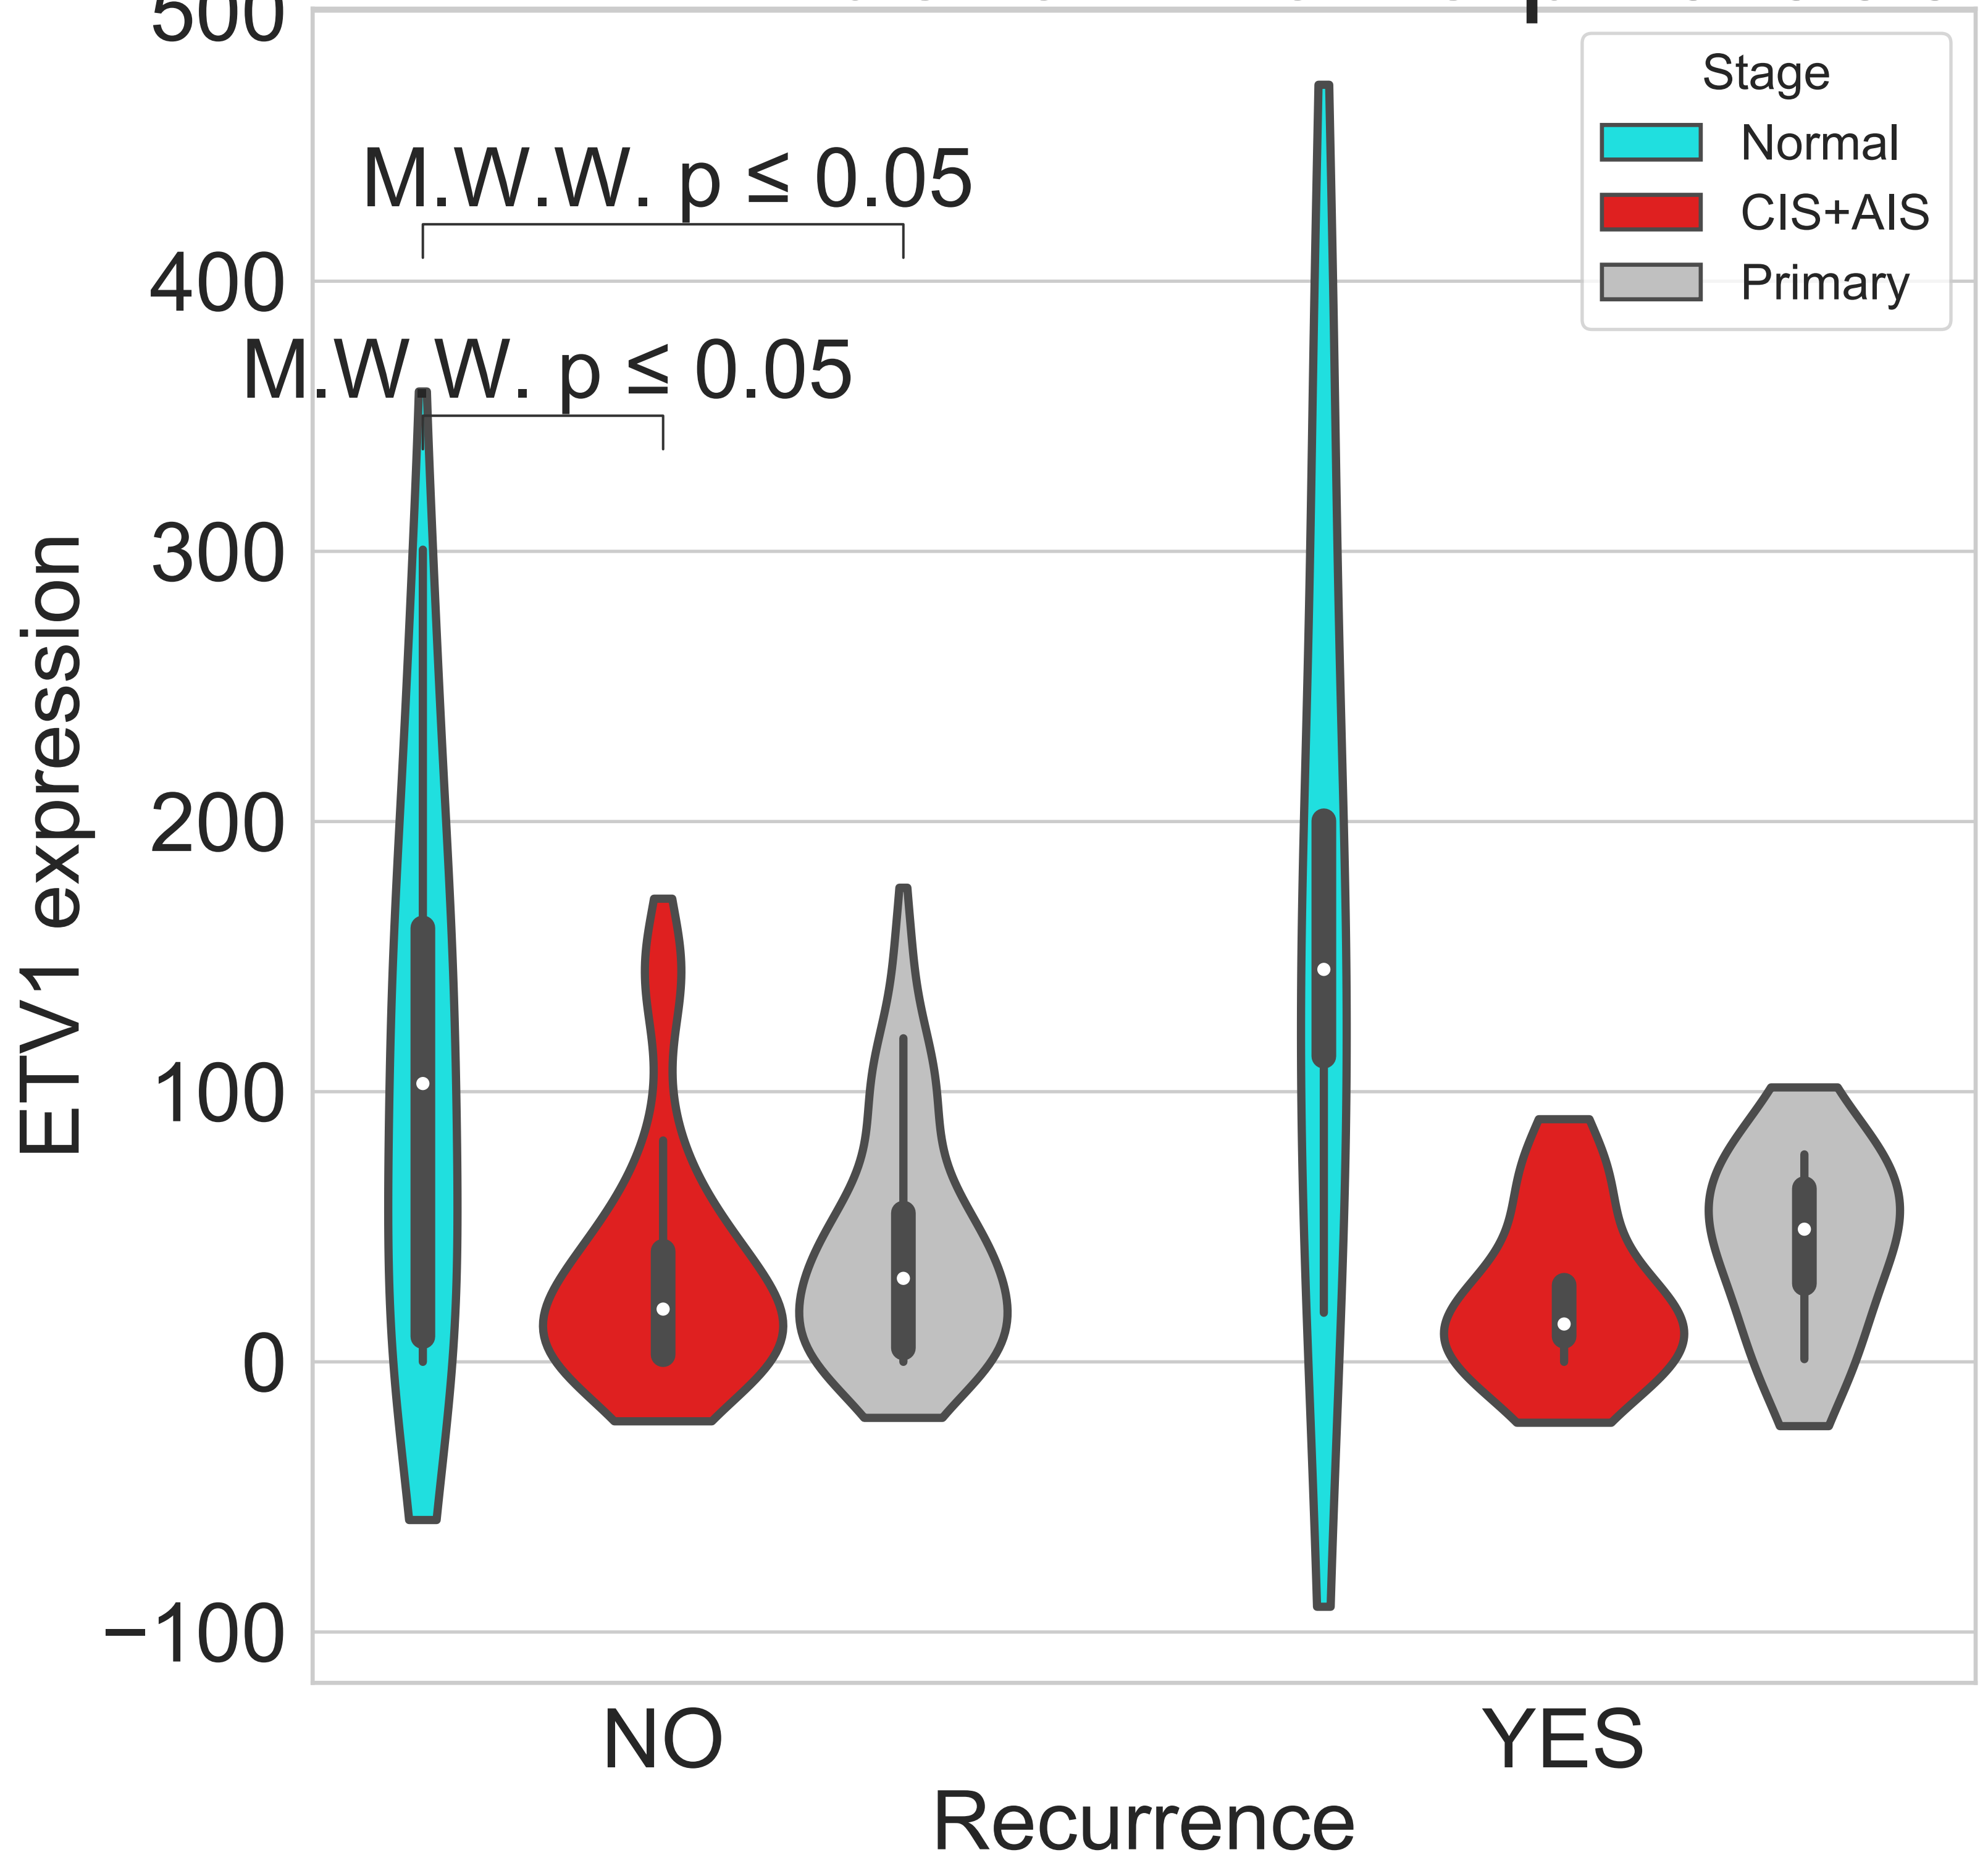 500
Stage
Normal
M.W.W. p ≤ 0.05
CIS+AIS
400
Primary
M.W.W. p ≤ 0.05
300
200
100
0
−100
ETV1 expression
NO
YES
Recurrence